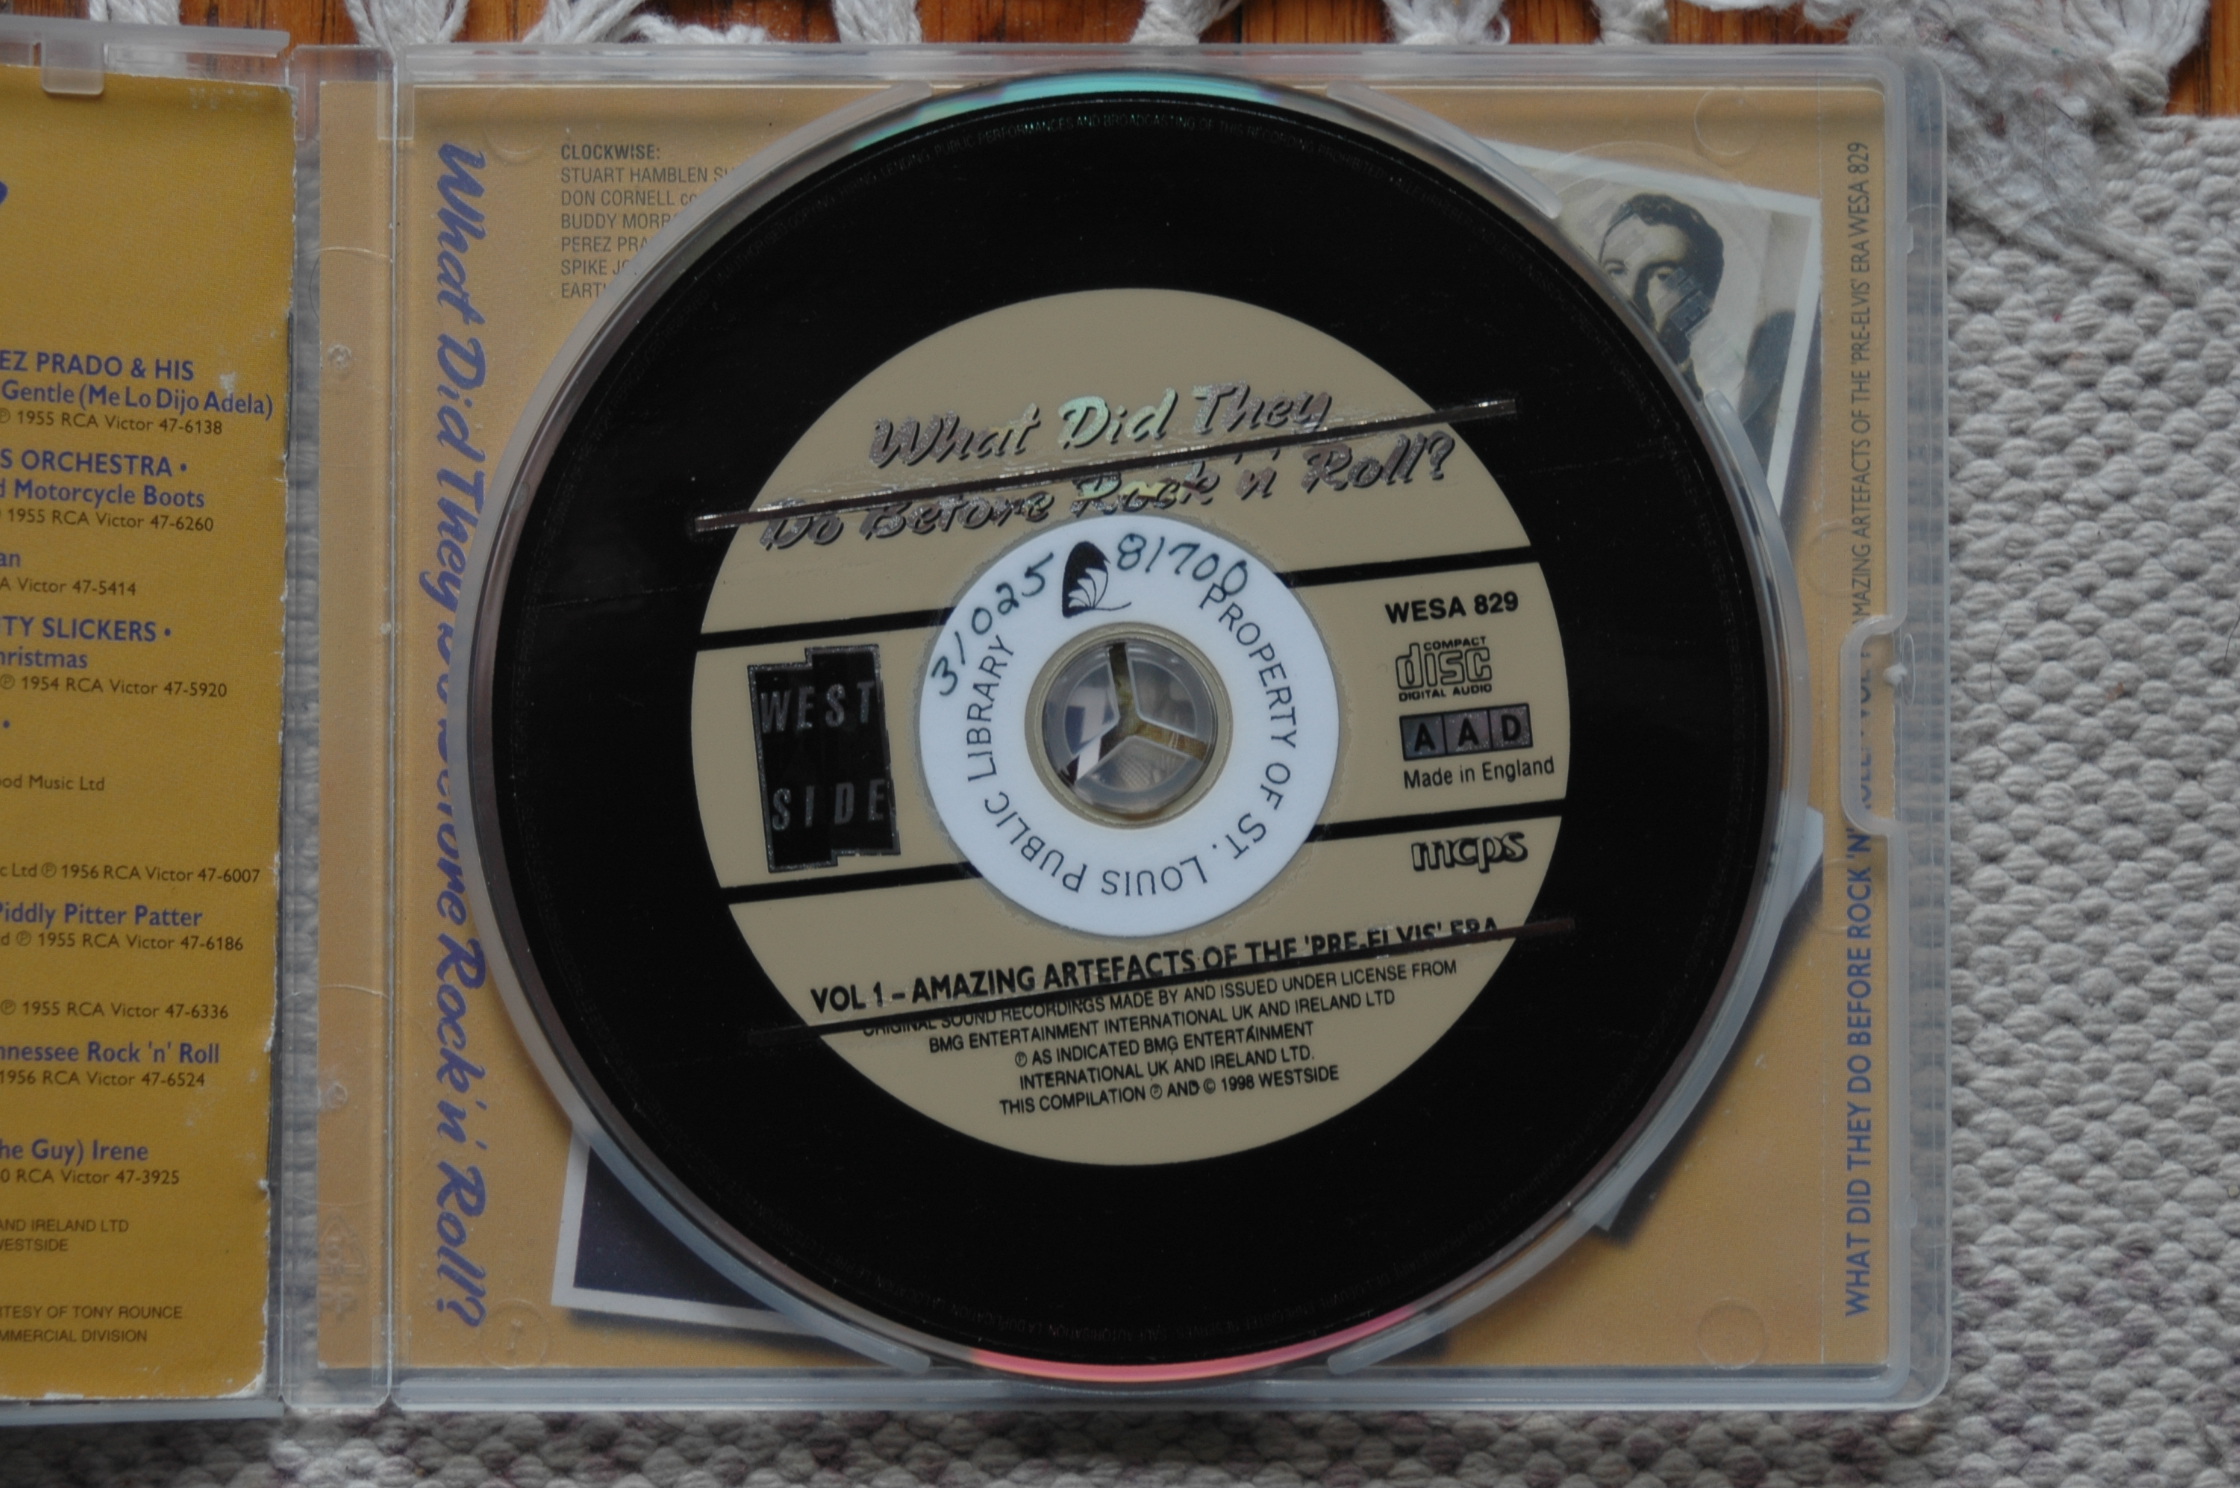 EZ PRADO & HIS
Gentle (Me Lo Dijo Adela)
℗ 1955 RCA Victor 47-6138
S ORCHESTRA •
d Motorcycle Boots
1955 RCA Victor 47-6260
an
A Victor 47-5414
TY SLICKERS •
hristmas
℗ 1954 RCA Victor 47-5920
•
ood Music Ltd
c Ltd ℗ 1956 RCA Victor 47-6007
Piddly Pitter Patter
d ℗ 1955 RCA Victor 47-6186
℗ 1955 RCA Victor 47-6336
nnessee Rock 'n' Roll
1956 RCA Victor 47-6524
he Guy) Irene
0 RCA Victor 47-3925
AND IRELAND LTD
WESTSIDE
RTESY OF TONY ROUNCE
MMERCIAL DIVISION
What Did They Do Before Rock 'n' Roll?
CLOCKWISE:
STUART HAMBLEN
DON CORNELL
BUDDY MORR
PEREZ PRA
SPIKE JO
EARTH
What Did They
Do Before Rock 'n' Roll?
31025 81700
PROPERTY OF ST. LOUIS PUBLIC LIBRARY
WEST
SIDE
WESA 829
COMPACT
disc
DIGITAL AUDIO
AAD
Made in England
mcps
VOL 1 – AMAZING ARTEFACTS OF THE 'PRE-ELVIS' ERA
ORIGINAL SOUND RECORDINGS MADE BY AND ISSUED UNDER LICENSE FROM
BMG ENTERTAINMENT INTERNATIONAL UK AND IRELAND LTD
℗ AS INDICATED BMG ENTERTAINMENT
INTERNATIONAL UK AND IRELAND LTD.
THIS COMPILATION ℗ AND © 1998 WESTSIDE
WHAT DID THEY DO BEFORE ROCK 'N' ROLL? VOL 1 AMAZING ARTEFACTS OF THE 'PRE-ELVIS' ERA WESA 829